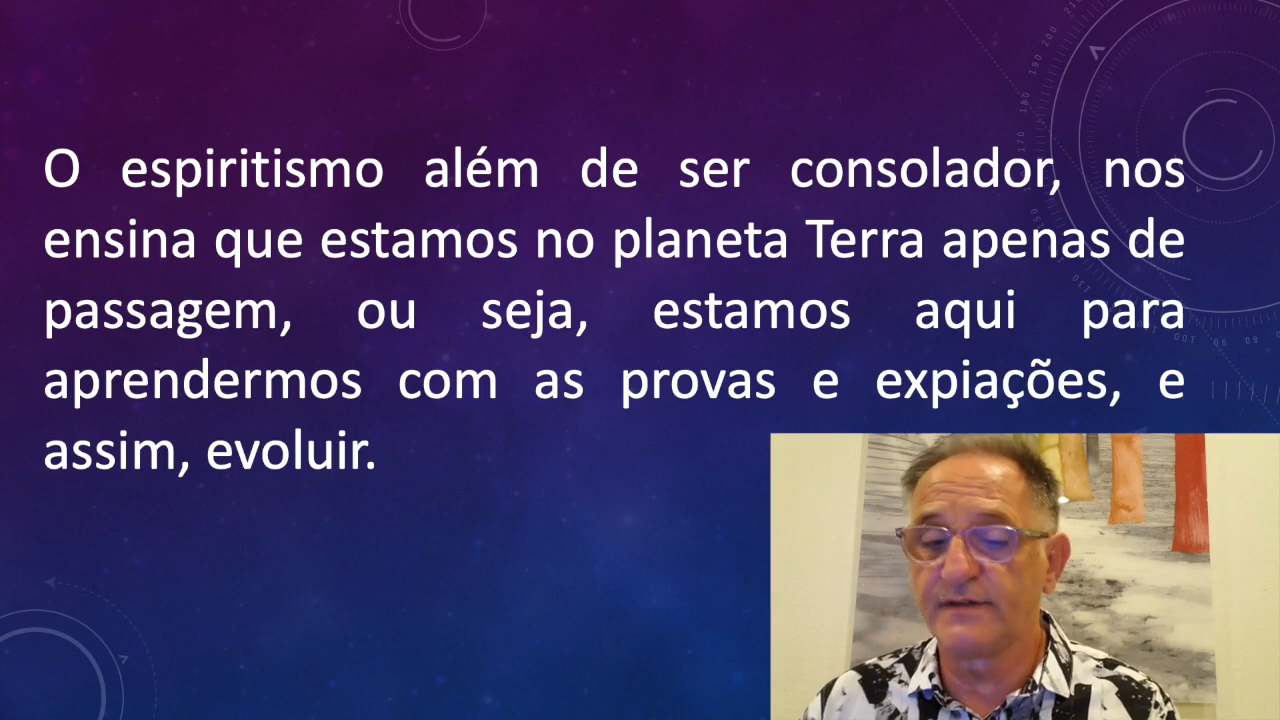 O espiritismo além de ser consolador, nos
ensina que estamos no planeta Terra apenas de
passagem, ou seja, estamos aqui para
aprendermos com as provas e expiações, e
assim, evoluir.